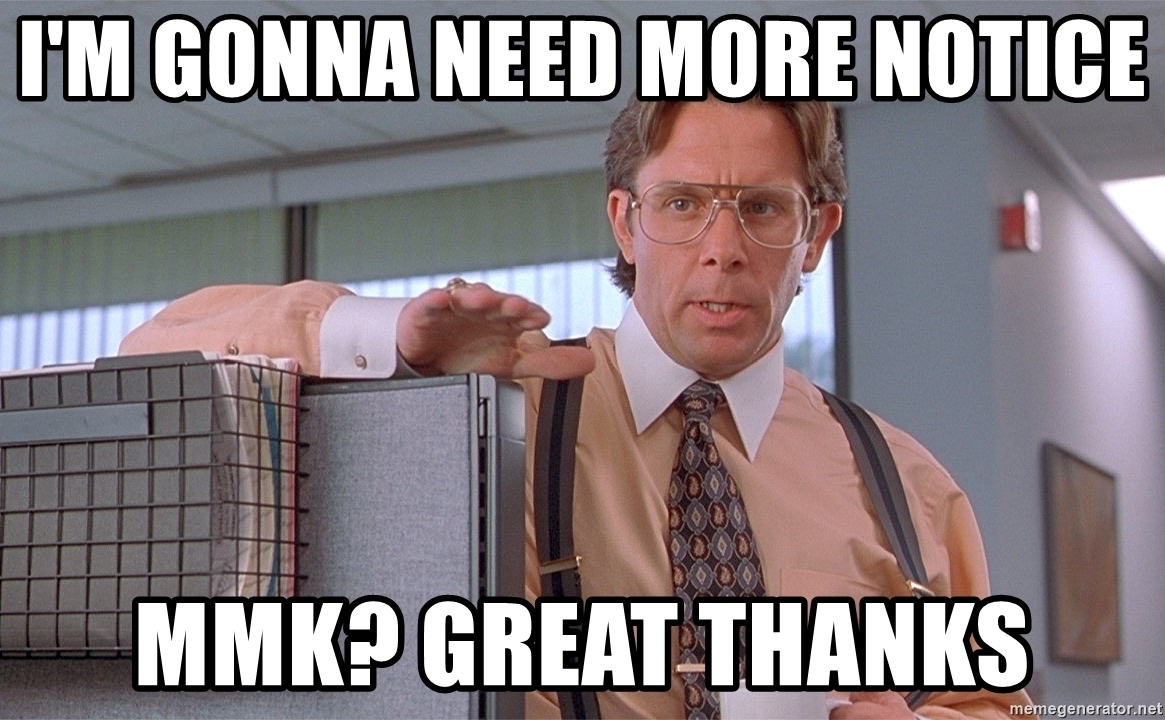 I'M GONNA NEED MORE NOTICE
MMK? GREAT THANKS
memegenerator.net